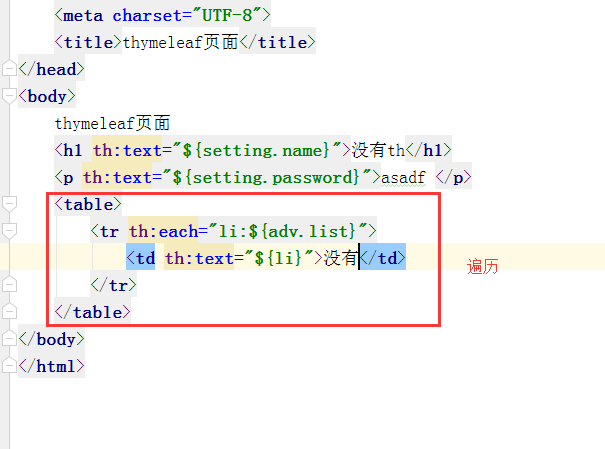 <meta charset="UTF-8">
<title>thymeleaf页面</title>
</head>
<body>
thymeleaf页面
<h1 th:text="${setting.name}">没有th</h1>
<p th:text="${setting.password}">asadf </p>
<table>
<tr th:each="li:${adv.list}">
<td th:text="${li}">没有</td>
遍历
</tr>
</table>
</body>
</html>